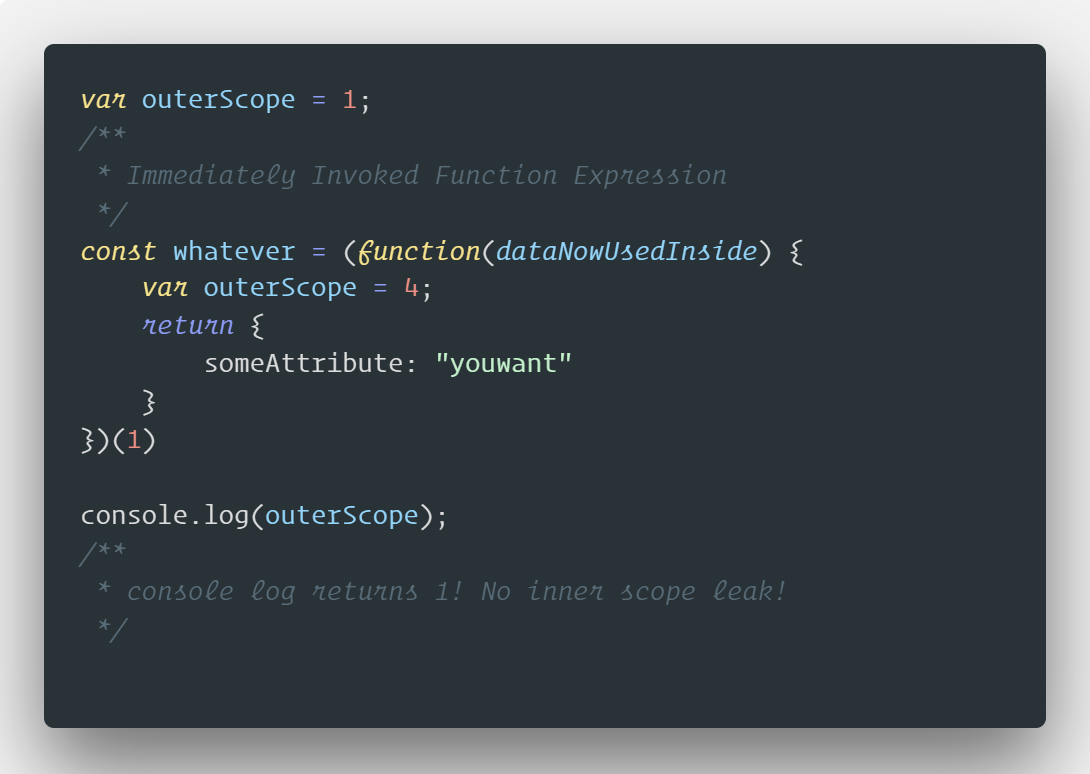 var outerScope = 1;
/**
 * Immediately Invoked Function Expression
 */
const whatever = (function(dataNowUsedInside) {
    var outerScope = 4;
    return {
        someAttribute: "youwant"
    }
})(1)

console.log(outerScope);
/**
 * console log returns 1! No inner scope leak!
 */